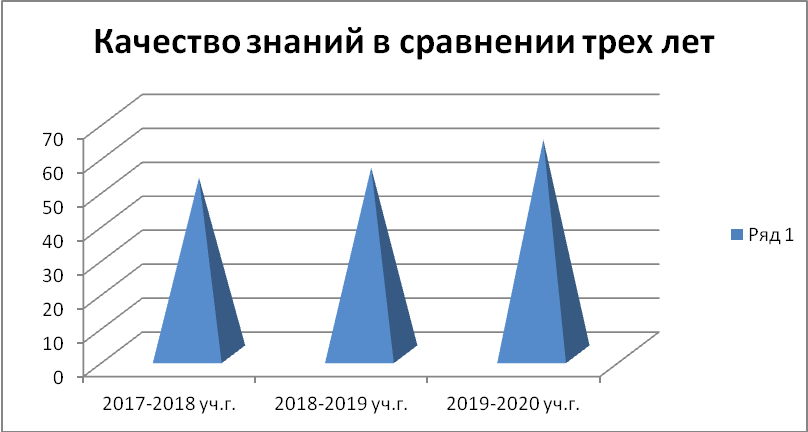 Качество знаний в сравнении трех лет
70
60
50
40
30
20
10
0
2017-2018 уч.г.
2018-2019 уч.г.
2019-2020 уч.г.
Ряд 1